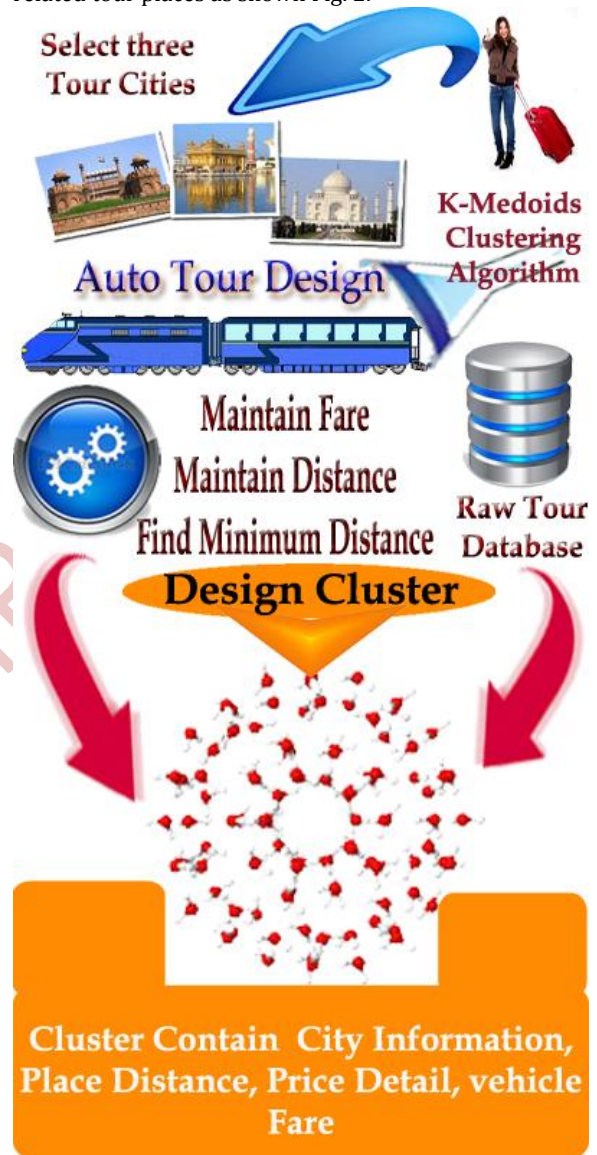 related tour places as shown Fig. 2.
Select three
Tour Cities
K-Medoids
Clustering
Algorithm
Auto Tour Design
Maintain Fare
Maintain Distance
Find Minimum Distance
Raw Tour
Database
Design Cluster
Cluster Contain City Information,
Place Distance, Price Detail, vehicle
Fare